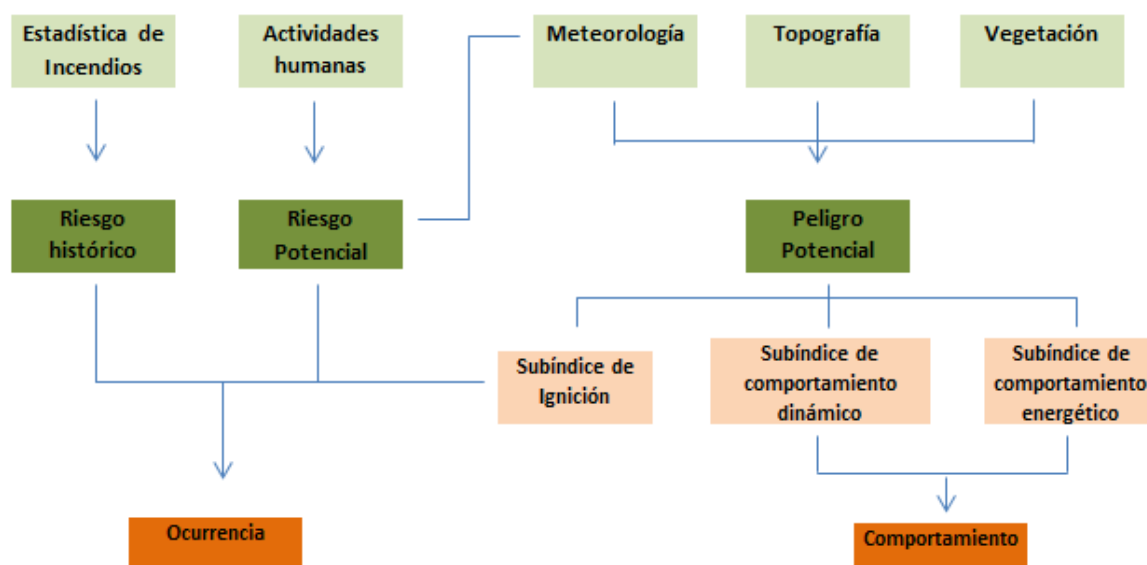 Estadística de
Incendios
Actividades
humanas
Meteorología
Topografía
Vegetación
Riesgo
histórico
Riesgo
Potencial
Peligro
Potencial
Subíndice de
Ignición
Subíndice de
comportamiento
dinámico
Subíndice de
comportamiento
energético
Ocurrencia
Comportamiento